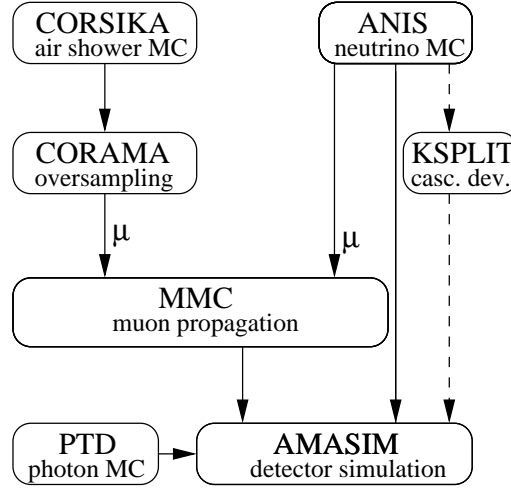 CORSIKA
air shower MC
ANIS
neutrino MC
CORAMA
oversampling
KSPLIT
casc. dev.
μ
μ
MMC
muon propagation
PTD
photon MC
AMASIM
detector simulation